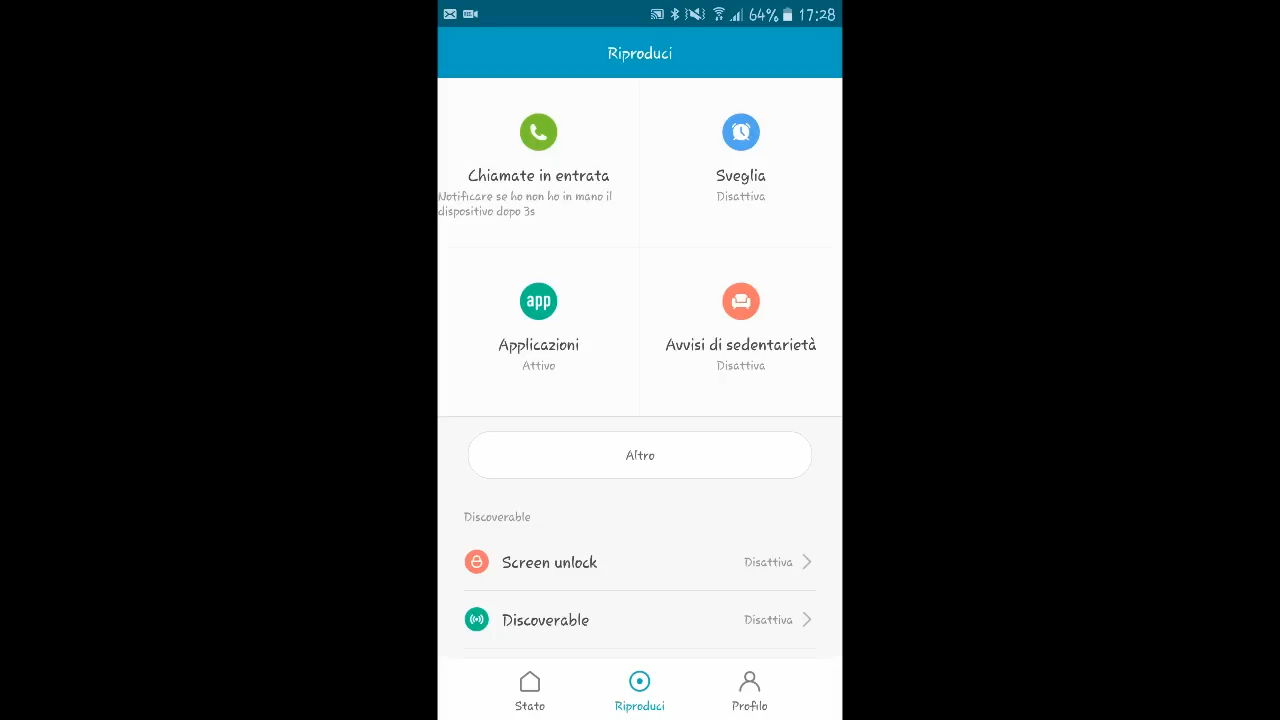 64% 17:28
Riproduci
Chiamate in entrata
Notificare se ho non ho in mano il
dispositivo dopo 3s
Sveglia
Disattiva
app
Applicazioni
Attivo
Avvisi di sedentarietà
Disattiva
Altro
Discoverable
Screen unlock Disattiva
Discoverable Disattiva
Stato Riproduci Profilo